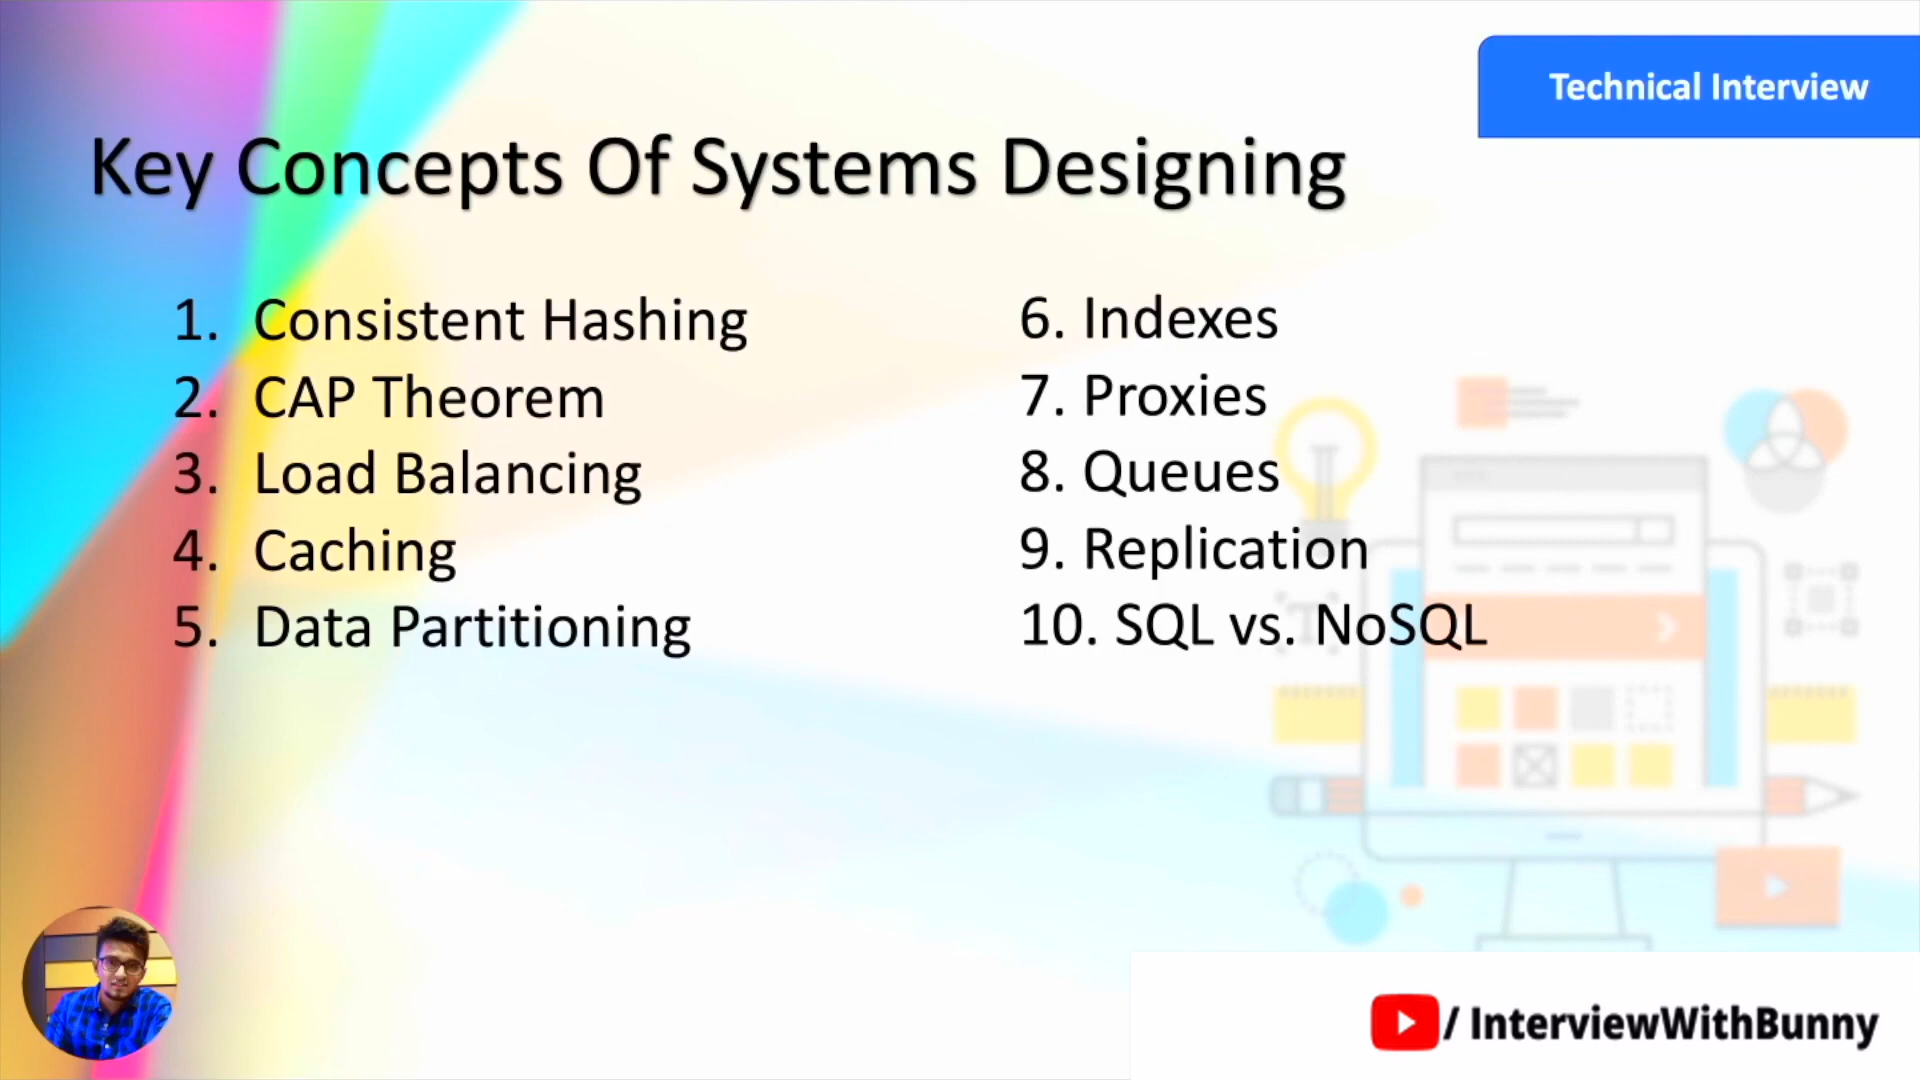 Technical Interview
Key Concepts Of Systems Designing
1. Consistent Hashing
2. CAP Theorem
3. Load Balancing
4. Caching
5. Data Partitioning
6. Indexes
7. Proxies
8. Queues
9. Replication
10. SQL vs. NoSQL
/ InterviewWithBunny